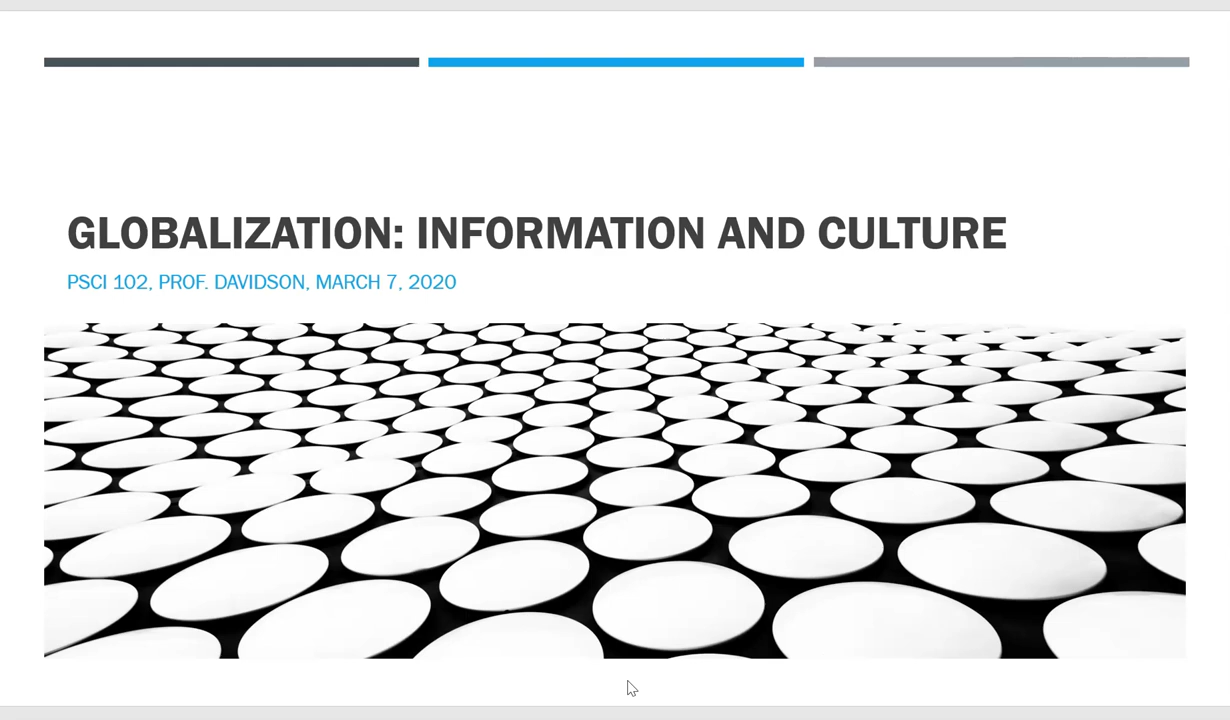 GLOBALIZATION: INFORMATION AND CULTURE
PSCI 102, PROF. DAVIDSON, MARCH 7, 2020